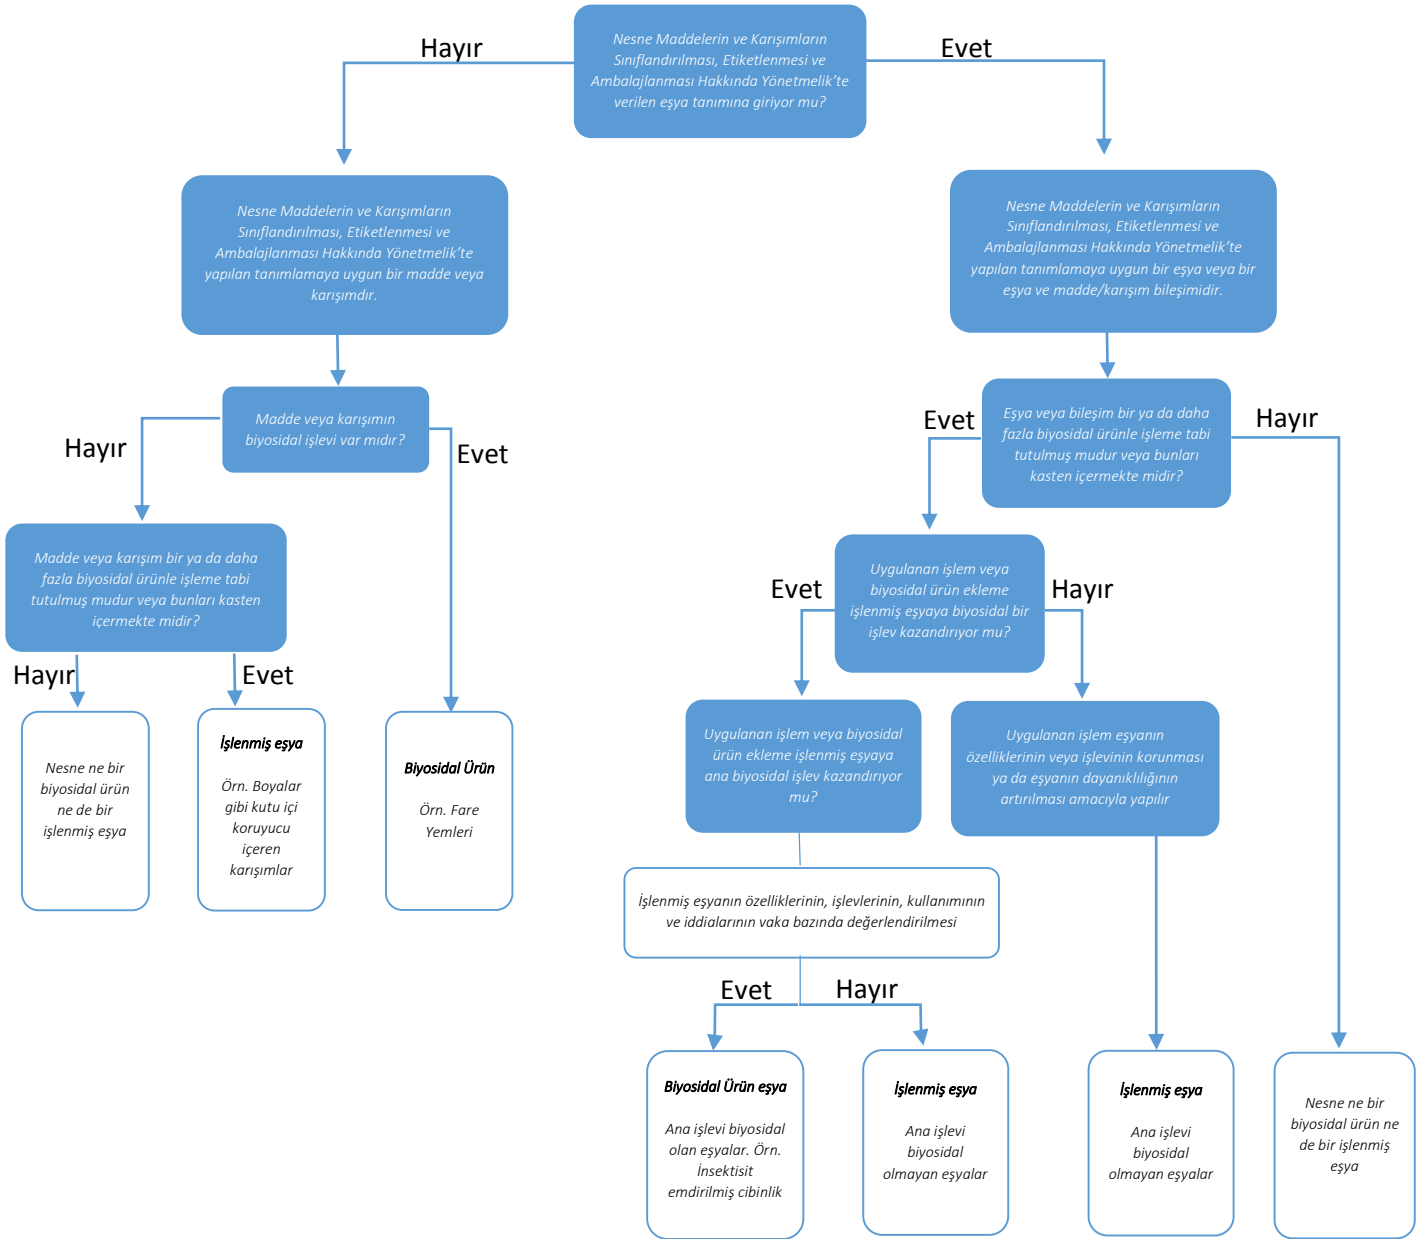 Nesne Maddelerin ve Karışımların
Sınıflandırılması, Etiketlenmesi ve
Ambalajlanması Hakkında Yönetmelik'te
verilen eşya tanımına giriyor mu?
Hayır
Evet
Nesne Maddelerin ve Karışımların
Sınıflandırılması, Etiketlenmesi ve
Ambalajlanması Hakkında Yönetmelik'te
yapılan tanımlamaya uygun bir madde veya
karışımdır.
Nesne Maddelerin ve Karışımların
Sınıflandırılması, Etiketlenmesi ve
Ambalajlanması Hakkında Yönetmelik'te
yapılan tanımlamaya uygun bir eşya veya bir
eşya ve madde/karışım bileşimidir.
Madde veya karışımın
biyosidal işlevi var mıdır?
Hayır
Evet
Eşya veya bileşim bir ya da daha
fazla biyosidal ürünle işleme tabi
tutulmuş mudur veya bunları
kasten içermekte midir?
Evet
Hayır
Madde veya karışım bir ya da daha
fazla biyosidal ürünle işleme tabi
tutulmuş mudur veya bunları kasten
içermekte midir?
Hayır
Evet
Uygulanan işlem veya
biyosidal ürün ekleme
işlenmiş eşyaya biyosidal bir
işlev kazandırıyor mu?
Evet
Hayır
Nesne ne bir
biyosidal ürün
ne de bir
işlenmiş eşya
İşlenmiş eşya
Örn. Boyalar
gibi kutu içi
koruyucu
içeren
karışımlar
Biyosidal Ürün
Örn. Fare
Yemleri
Uygulanan işlem veya biyosidal
ürün ekleme işlenmiş eşyaya
ana biyosidal işlev kazandırıyor
mu?
Uygulanan işlem eşyanın
özelliklerinin veya işlevinin korunması
ya da eşyanın dayanıklılığının
artırılması amacıyla yapılır
İşlenmiş eşyanın özelliklerinin, işlevlerinin, kullanımının
ve iddialarının vaka bazında değerlendirilmesi
Evet
Hayır
Biyosidal Ürün eşya
Ana işlevi biyosidal
olan eşyalar. Örn.
İnsektisit
emdirilmiş cibinlik
İşlenmiş eşya
Ana işlevi
biyosidal
olmayan eşyalar
İşlenmiş eşya
Ana işlevi
biyosidal
olmayan eşyalar
Nesne ne bir
biyosidal ürün ne
de bir işlenmiş
eşya